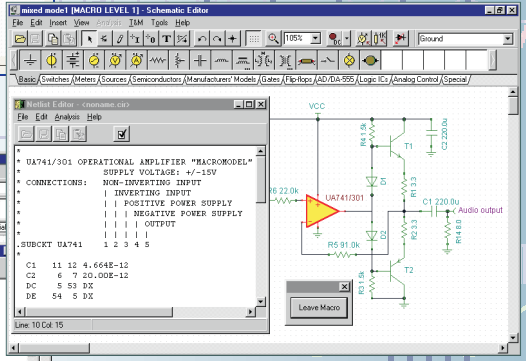 mixed mode1 [MACRO LEVEL 1] - Schematic Editor
File Edit Insert View Analysis T&M Tools Help
105%
Ground
Basic Switches Meters Sources Semiconductors Manufacturers' Models Gates Flip-flops AD/DA-555 Logic ICs Analog Control Special
Netlist Editor - <noname.cir>
File Edit Analysis Help
*
* UA741/301 OPERATIONAL AMPLIFIER "MACROMODEL"
* SUPPLY VOLTAGE: +/-15V
* CONNECTIONS: NON-INVERTING INPUT
* | INVERTING INPUT
* | | POSITIVE POWER SUPPLY
* | | | NEGATIVE POWER SUPPLY
* | | | | OUTPUT
* | | | | |
.SUBCKT UA741 1 2 3 4 5
*
C1 11 12 4.664E-12
C2 6 7 20.00E-12
DC 5 53 DX
DE 54 5 DX
Line: 10 Col: 15
VCC
R4 1.5k
T1
C2 220.0u
D1
R1 3.3
R6 22.0k
UA741/301
C1 220.0u
Audio output
R5 91.0k
D2
R2 3.3
R14 8.0
R3 1.5k
T2
Leave Macro